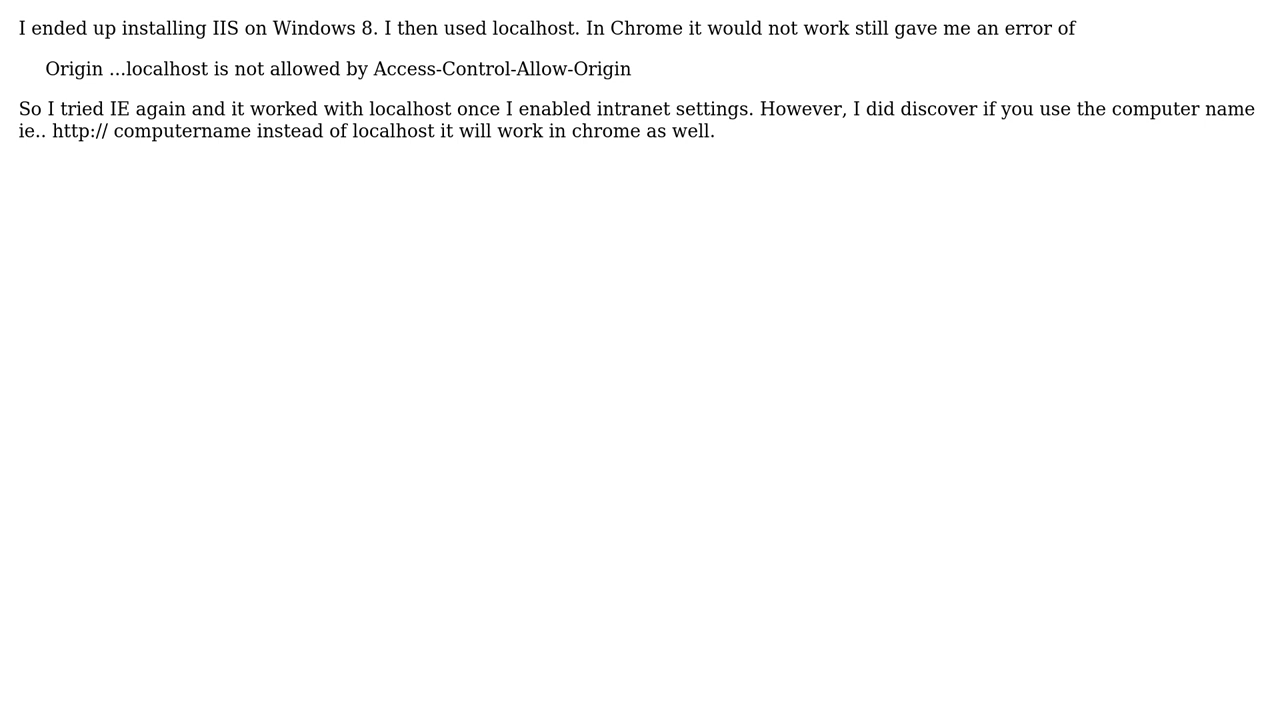 I ended up installing IIS on Windows 8. I then used localhost. In Chrome it would not work still gave me an error of
Origin ...localhost is not allowed by Access-Control-Allow-Origin
So I tried IE again and it worked with localhost once I enabled intranet settings. However, I did discover if you use the computer name
ie.. http:// computername instead of localhost it will work in chrome as well.